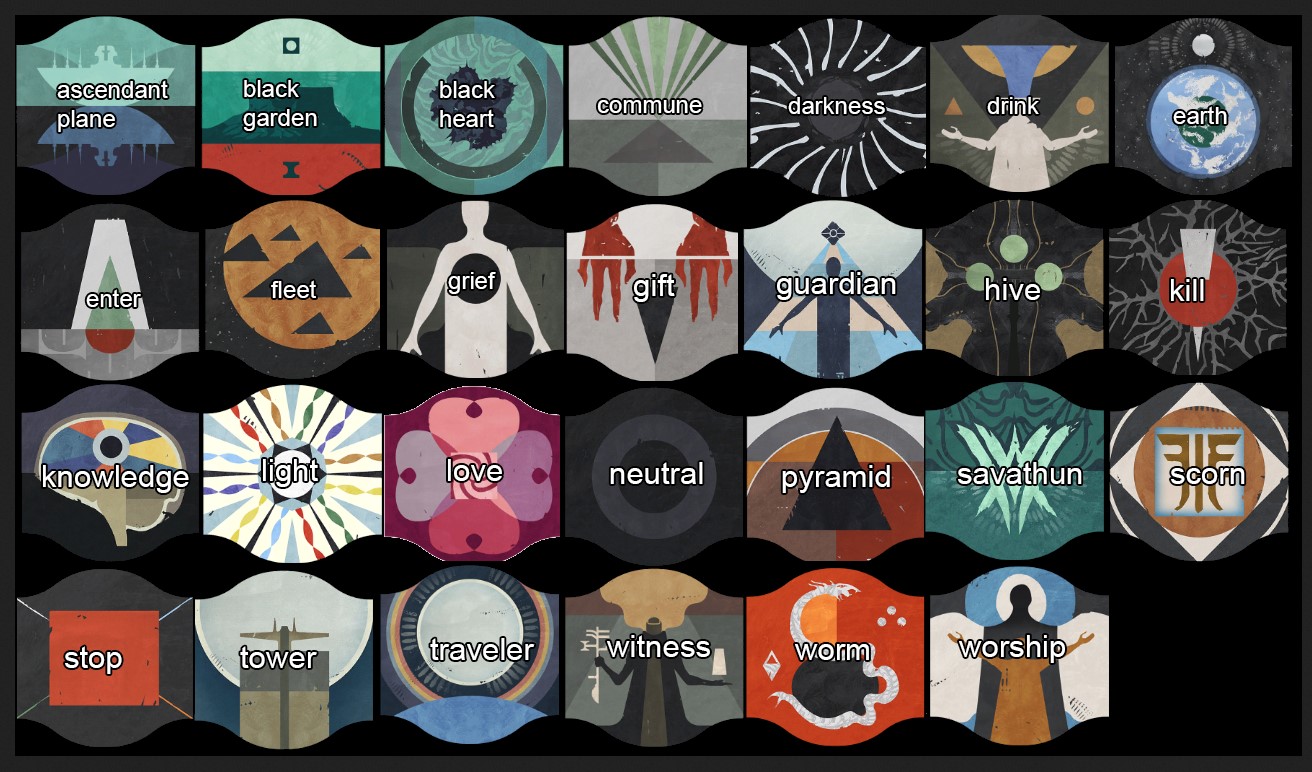 ascendant
plane
black
garden
black
heart
commune
darkness
drink
earth
enter
fleet
grief
gift
guardian
hive
kill
knowledge
light
love
neutral
pyramid
savathun
scorn
stop
tower
traveler
witness
worm
worship